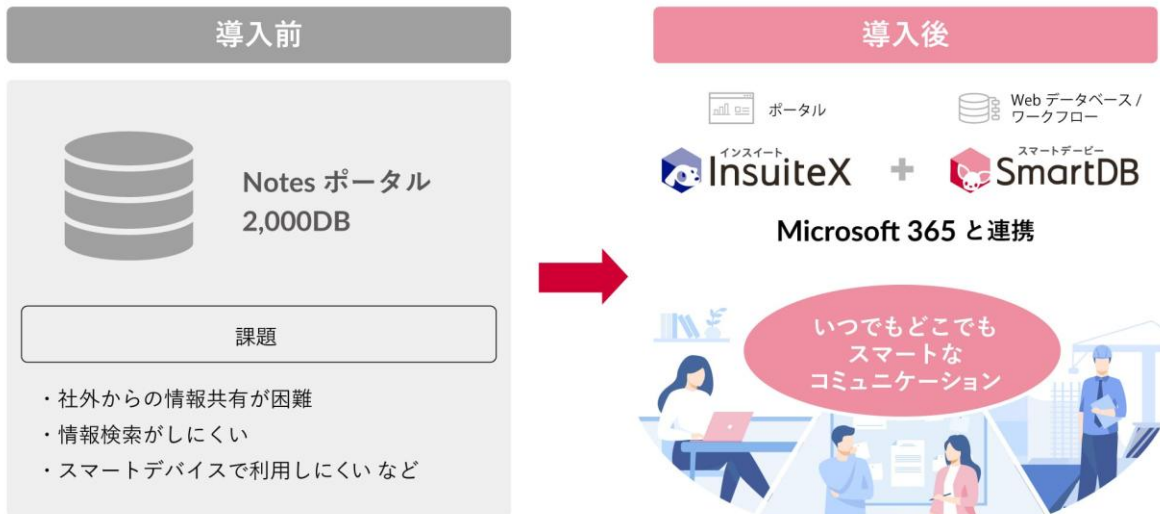 導入前
Notes ポータル
2,000DB
課題
・社外からの情報共有が困難
・情報検索がしにくい
・スマートデバイスで利用しにくい など
導入後
ポータル
Web データベース /
ワークフロー
インスイート
InsuiteX
+
スマートデービー
SmartDB
Microsoft 365 と連携
いつでもどこでも
スマートな
コミュニケーション